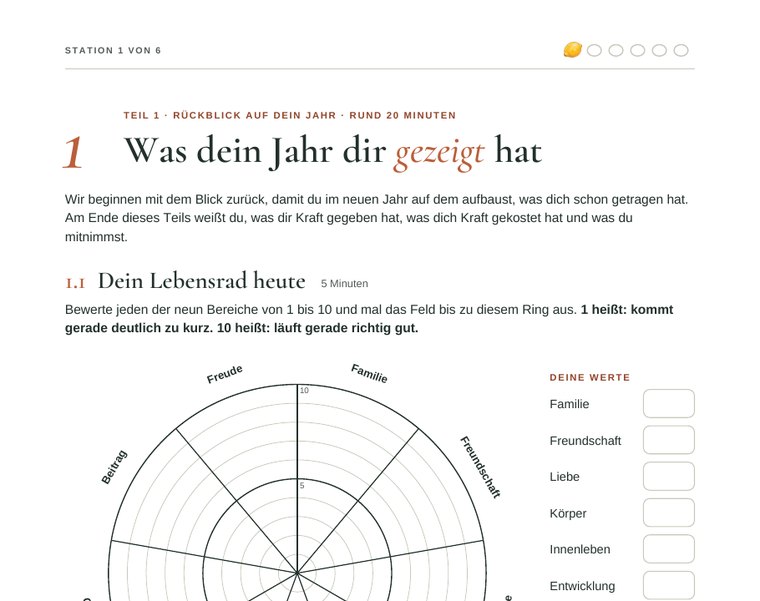 STATION 1 VON 6
TEIL 1 · RÜCKBLICK AUF DEIN JAHR · RUND 20 MINUTEN
1 Was dein Jahr dir gezeigt hat
Wir beginnen mit dem Blick zurück, damit du im neuen Jahr auf dem aufbaust, was dich schon getragen hat.
Am Ende dieses Teils weißt du, was dir Kraft gegeben hat, was dich Kraft gekostet hat und was du
mitnimmst.
1.1 Dein Lebensrad heute 5 Minuten
Bewerte jeden der neun Bereiche von 1 bis 10 und mal das Feld bis zu diesem Ring aus. 1 heißt: kommt
gerade deutlich zu kurz. 10 heißt: läuft gerade richtig gut.
Freude
Familie
Beitrag
Freundschaft
10
5
DEINE WERTE
Familie
Freundschaft
Liebe
Körper
Innenleben
Entwicklung